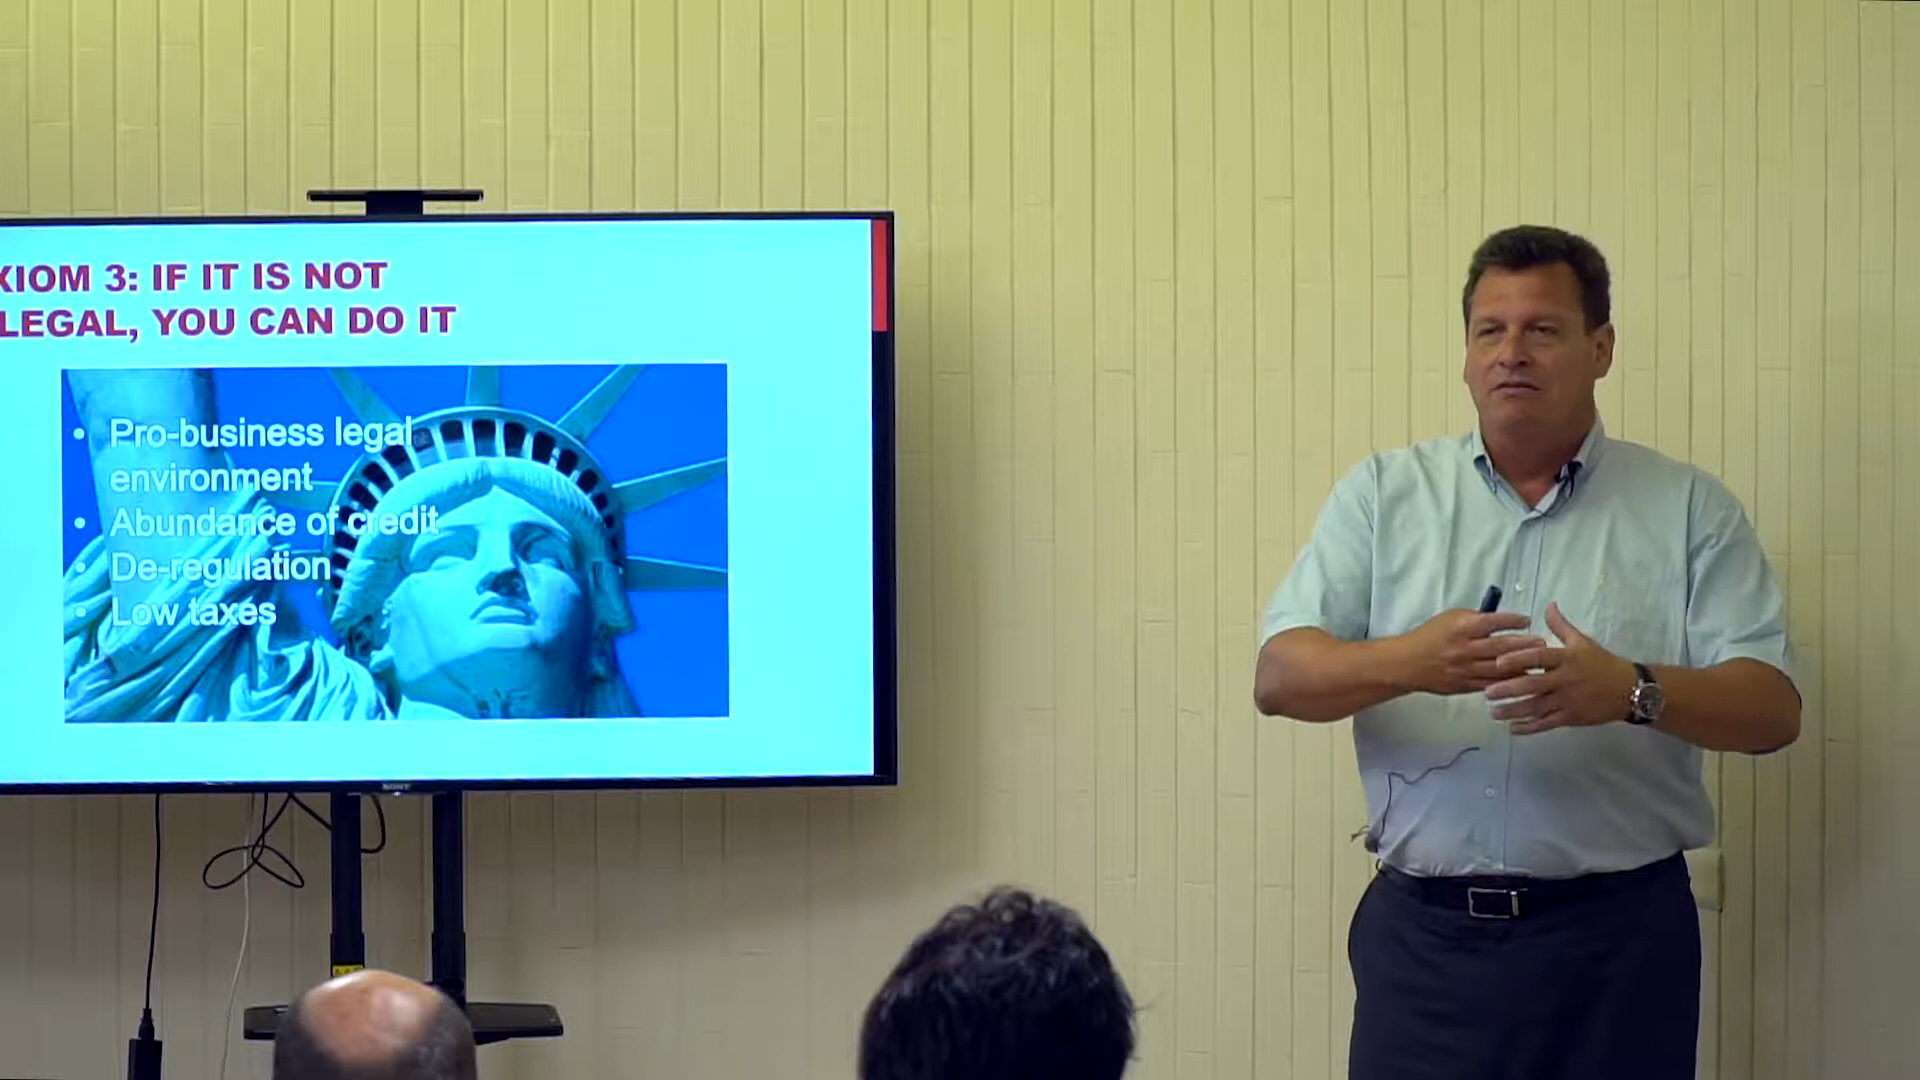 XIOM 3: IF IT IS NOT
LEGAL, YOU CAN DO IT
• Pro-business legal
environment
• Abundance of credit
• De-regulation
• Low taxes
SONY